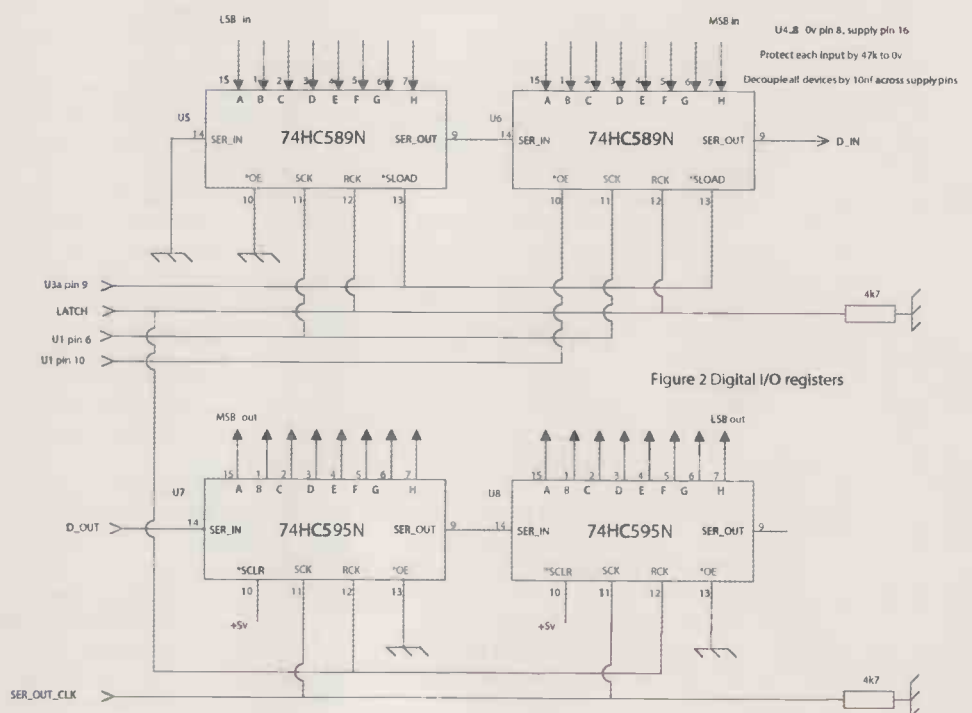 LSB in
MSB in
U4..8 0v pin 8, supply pin 16
Protect each input by 47k to 0v
Decouple all devices by 10nf across supply pins
15 1 2 3 4 5 6 7
A B C D E F G H
U5
14 SER_IN 74HC589N SER_OUT 9
*OE SCK RCK *SLOAD
10 11 12 13
15 1 2 3 4 5 6 7
A B C D E F G H
U6
14 SER_IN 74HC589N SER_OUT 9
D_IN
*OE SCK RCK *SLOAD
10 11 12 13
U3a pin 9
LATCH
U1 pin 6
U1 pin 10
4k7
Figure 2 Digital I/O registers
MSB out
LSB out
15 1 2 3 4 5 6 7
A B C D E F G H
U7
D_OUT
14 SER_IN 74HC595N SER_OUT 9
*SCLR SCK RCK *OE
10 11 12 13
+5v
15 1 2 3 4 5 6 7
A B C D E F G H
U8
14 SER_IN 74HC595N SER_OUT 9
*SCLR SCK RCK *OE
10 11 12 13
+5v
SER_OUT_CLK
4k7